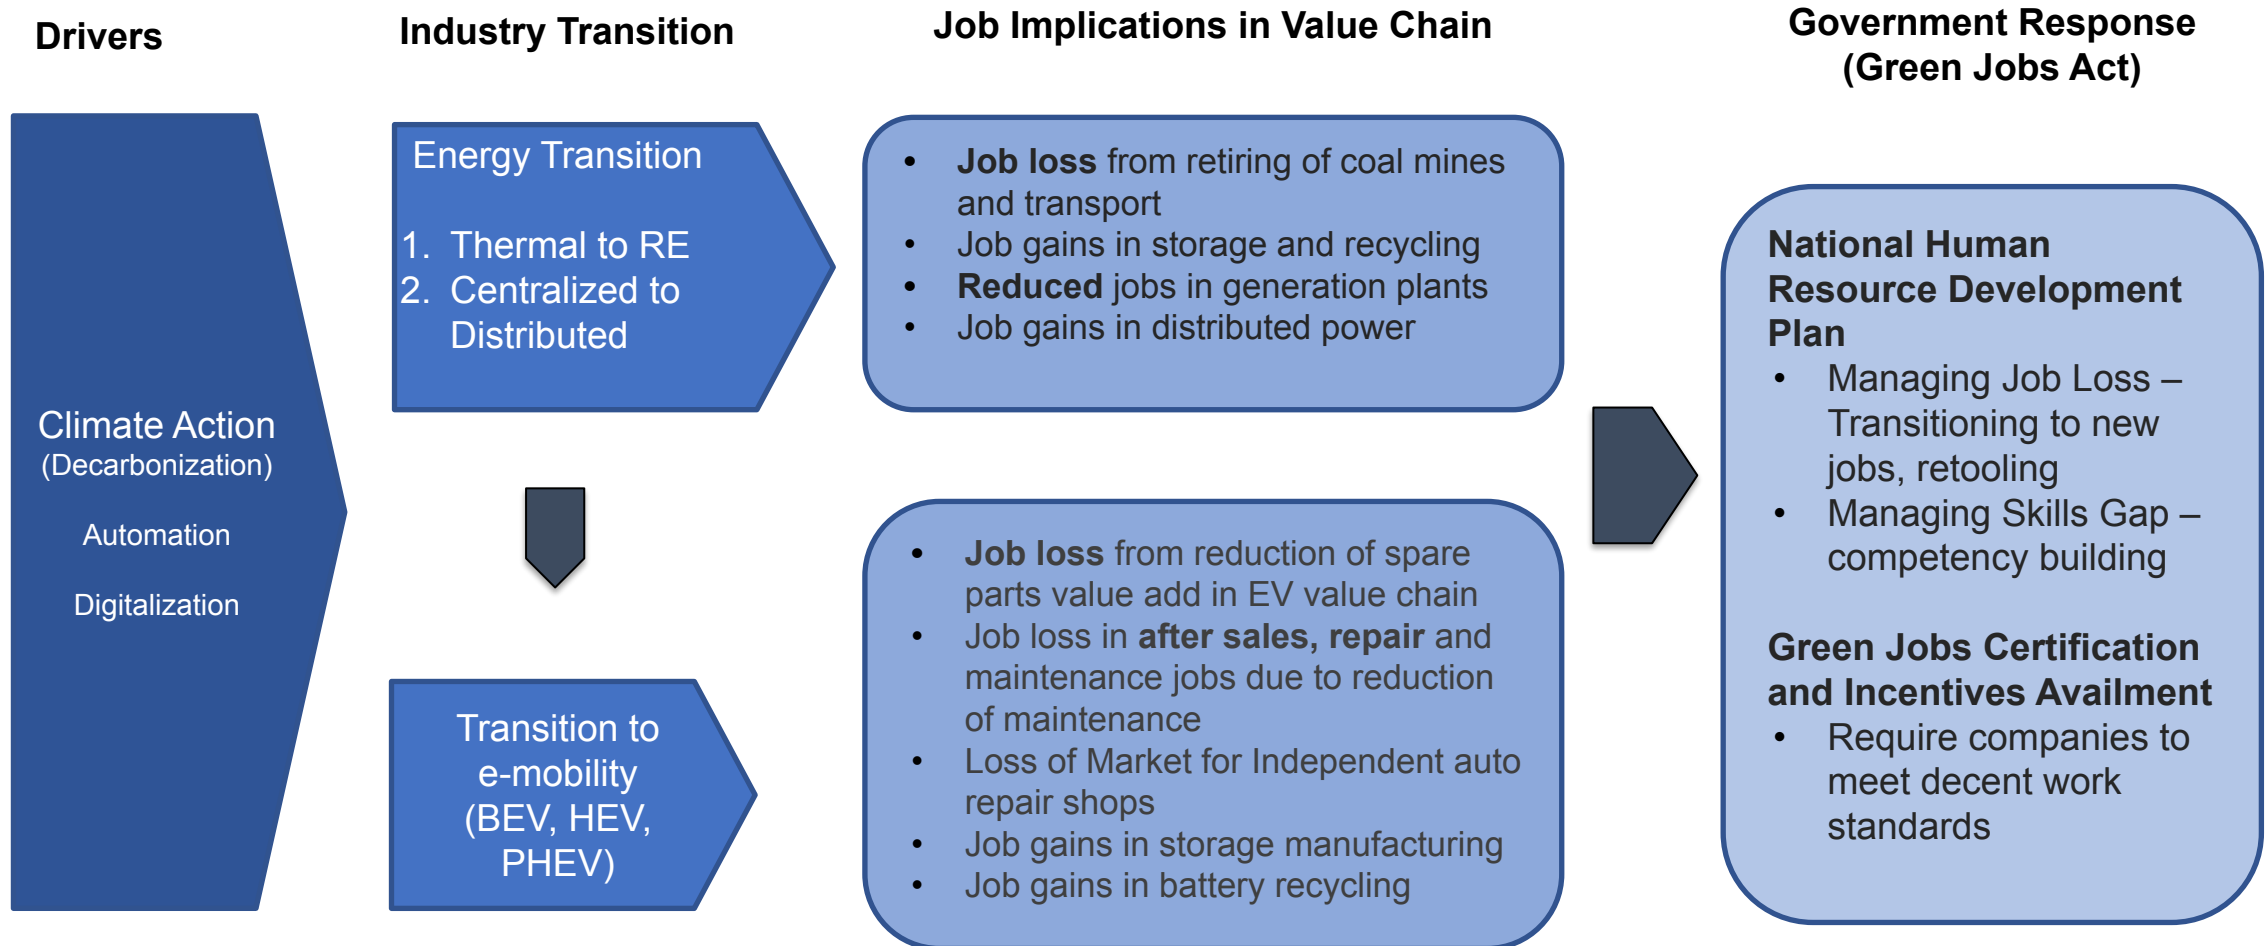 Drivers
Industry Transition
Job Implications in Value Chain
Government Response
(Green Jobs Act)
Climate Action
(Decarbonization)
Automation
Digitalization
Energy Transition
1. Thermal to RE
2. Centralized to
Distributed
Transition to
e-mobility
(BEV, HEV,
PHEV)
• Job loss from retiring of coal mines
and transport
• Job gains in storage and recycling
• Reduced jobs in generation plants
• Job gains in distributed power
• Job loss from reduction of spare
parts value add in EV value chain
• Job loss in after sales, repair and
maintenance jobs due to reduction
of maintenance
• Loss of Market for Independent auto
repair shops
• Job gains in storage manufacturing
• Job gains in battery recycling
National Human
Resource Development
Plan
• Managing Job Loss –
Transitioning to new
jobs, retooling
• Managing Skills Gap –
competency building
Green Jobs Certification
and Incentives Availment
• Require companies to
meet decent work
standards